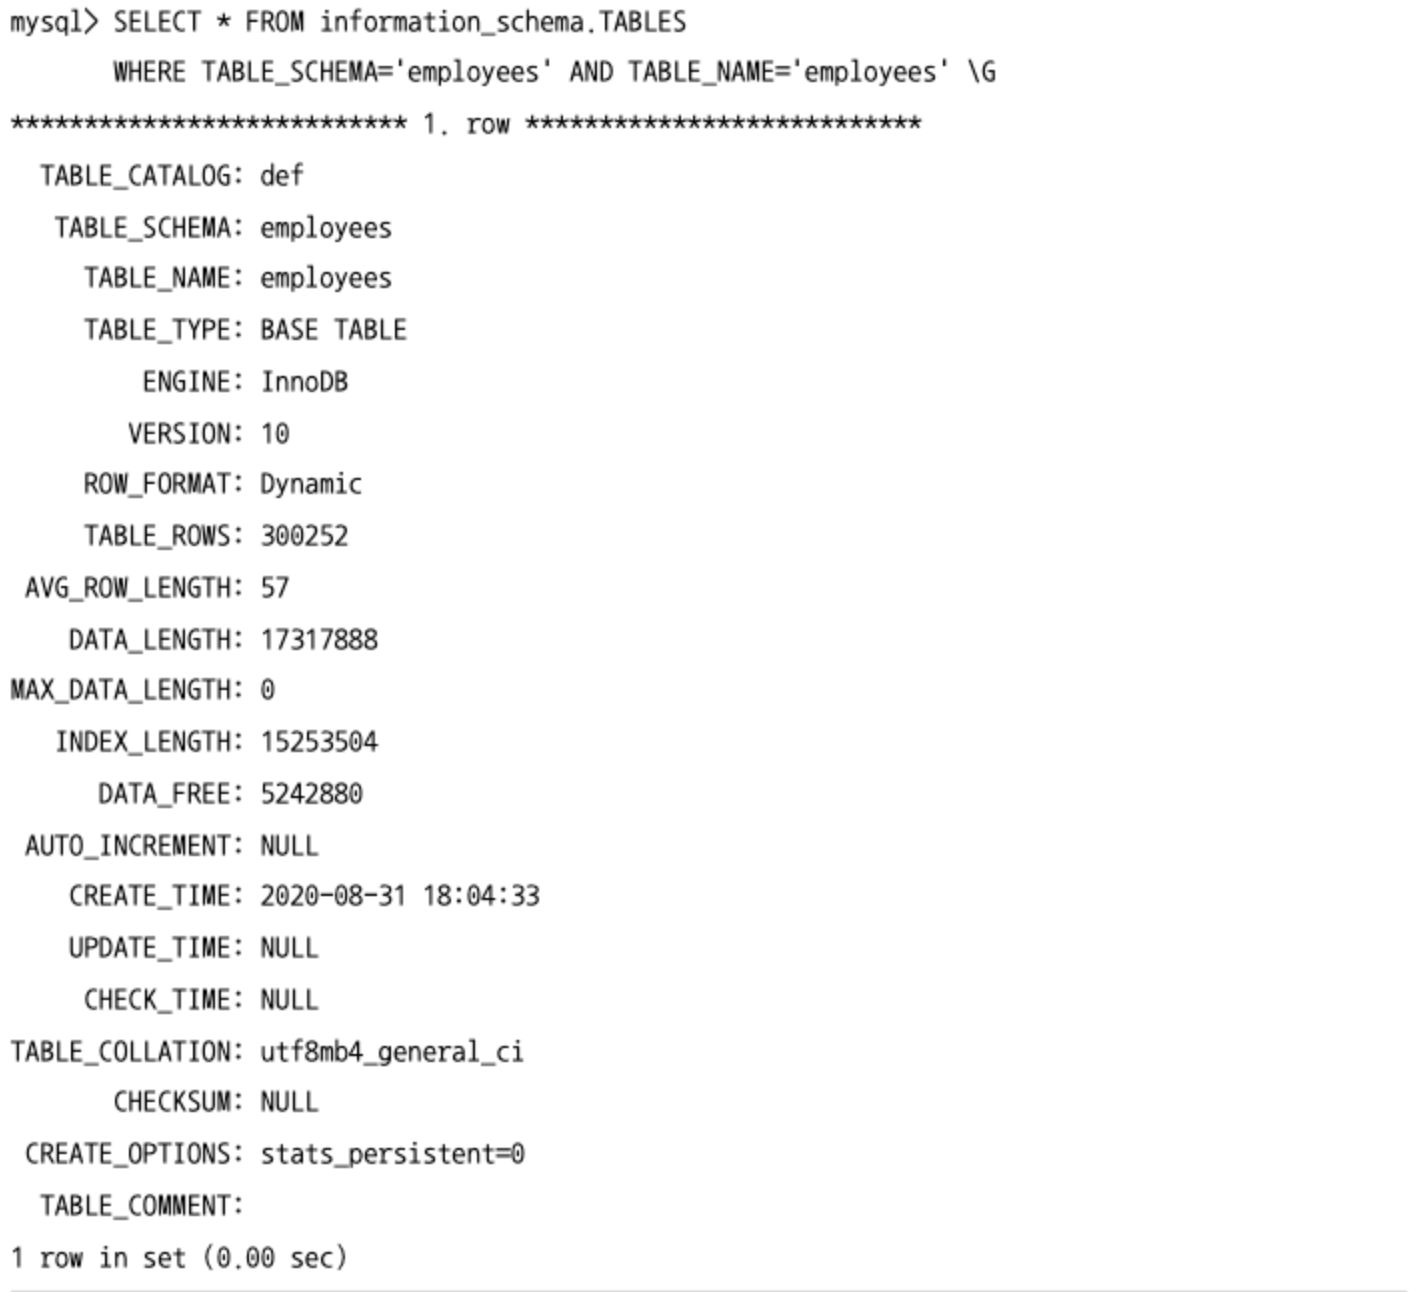 mysql> SELECT * FROM information_schema.TABLES
WHERE TABLE_SCHEMA='employees' AND TABLE_NAME='employees' \G
*************************** 1. row ***************************
TABLE_CATALOG: def
TABLE_SCHEMA: employees
TABLE_NAME: employees
TABLE_TYPE: BASE TABLE
ENGINE: InnoDB
VERSION: 10
ROW_FORMAT: Dynamic
TABLE_ROWS: 300252
AVG_ROW_LENGTH: 57
DATA_LENGTH: 17317888
MAX_DATA_LENGTH: 0
INDEX_LENGTH: 15253504
DATA_FREE: 5242880
AUTO_INCREMENT: NULL
CREATE_TIME: 2020-08-31 18:04:33
UPDATE_TIME: NULL
CHECK_TIME: NULL
TABLE_COLLATION: utf8mb4_general_ci
CHECKSUM: NULL
CREATE_OPTIONS: stats_persistent=0
TABLE_COMMENT:
1 row in set (0.00 sec)